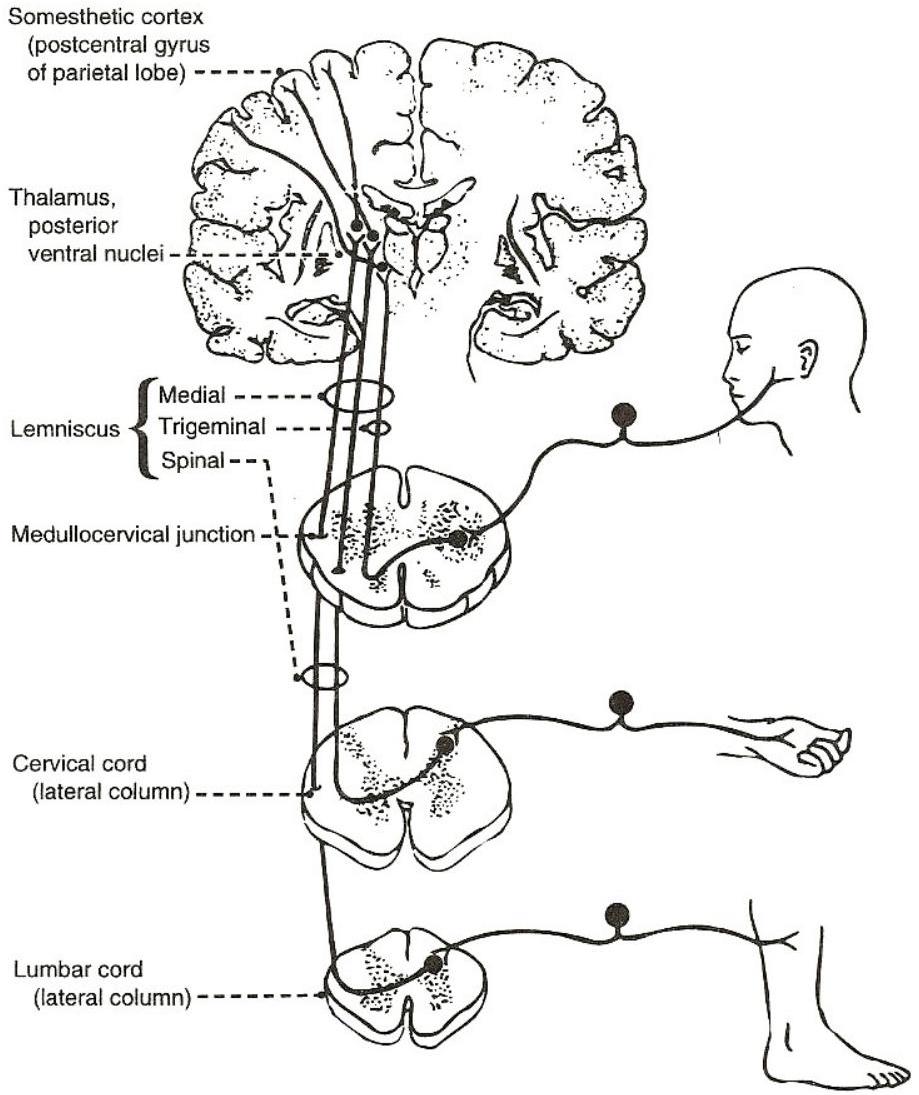 Somesthetic cortex
(postcentral gyrus
of parietal lobe)
Thalamus,
posterior
ventral nuclei
Lemniscus
Medial
Trigeminal
Spinal
Medullocervical junction
Cervical cord
(lateral column)
Lumbar cord
(lateral column)